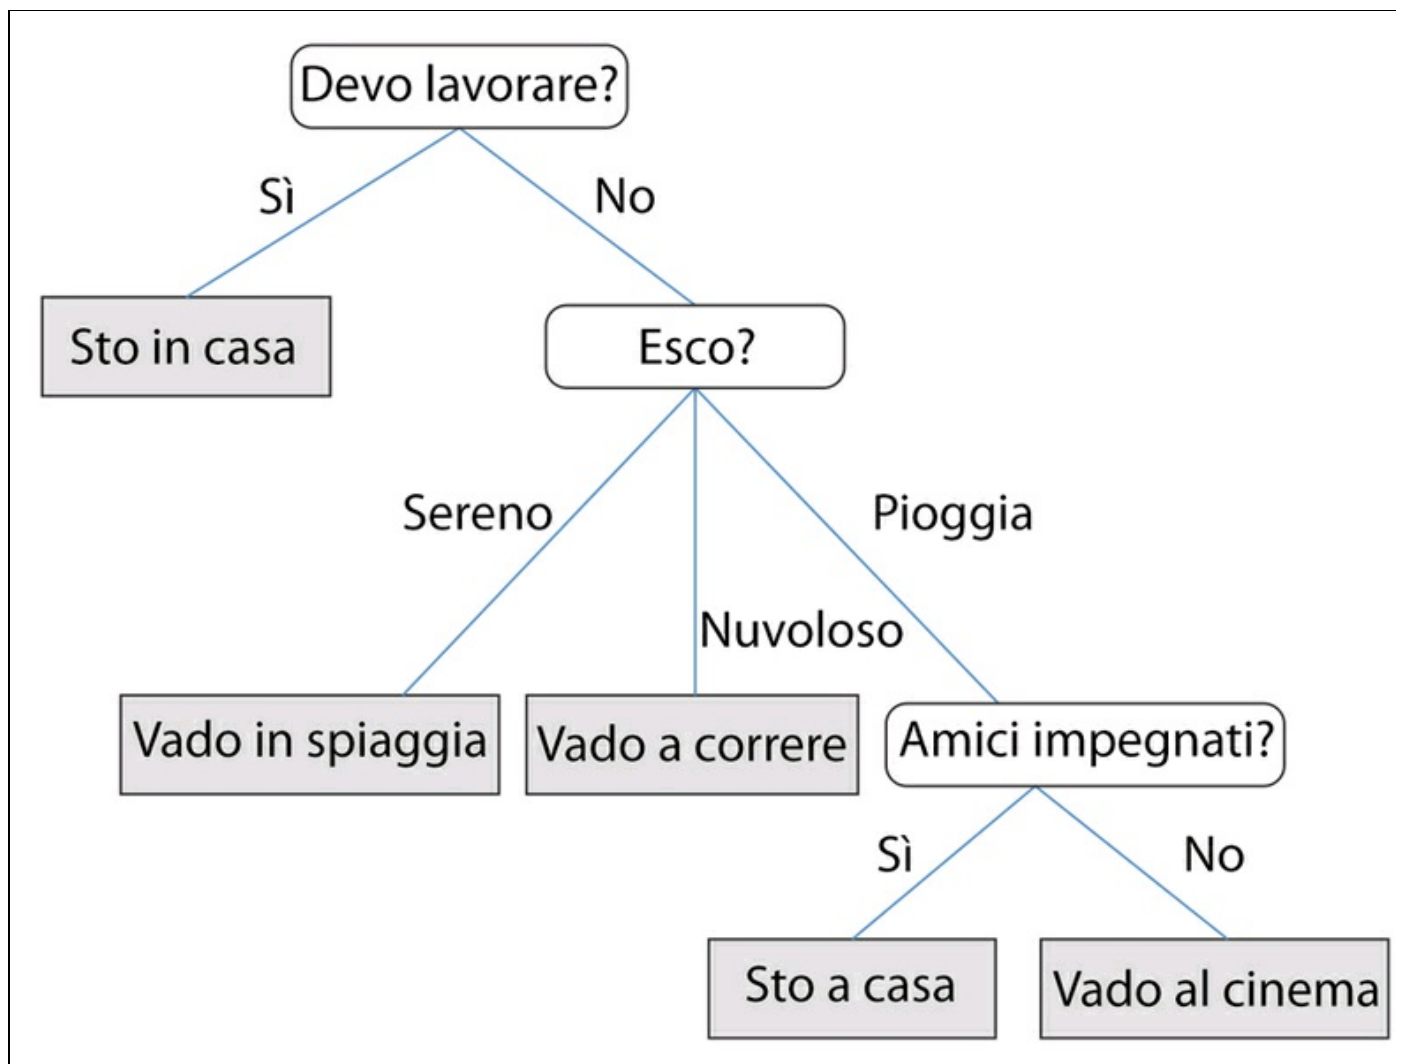 Devo lavorare?
Sì
No
Sto in casa
Esco?
Sereno
Pioggia
Nuvoloso
Vado in spiaggia
Vado a correre
Amici impegnati?
Sì
No
Sto a casa
Vado al cinema